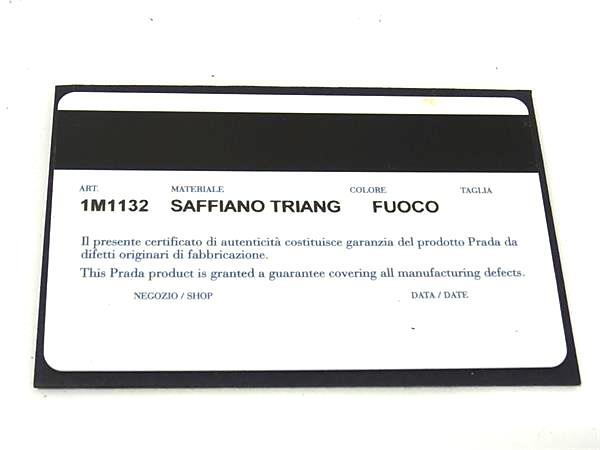 ART. MATERIALE COLORE TAGLIA
1M1132 SAFFIANO TRIANG FUOCO
Il presente certificato di autenticità costituisce garanzia del prodotto Prada da
difetti originari di fabbricazione.
This Prada product is granted a guarantee covering all manufacturing defects.
NEGOZIO / SHOP DATA / DATE